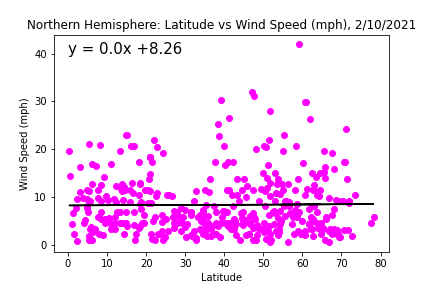 Northern Hemisphere: Latitude vs Wind Speed (mph), 2/10/2021
y = 0.0x +8.26
40
30
20
10
0
Wind Speed (mph)
0 10 20 30 40 50 60 70 80
Latitude